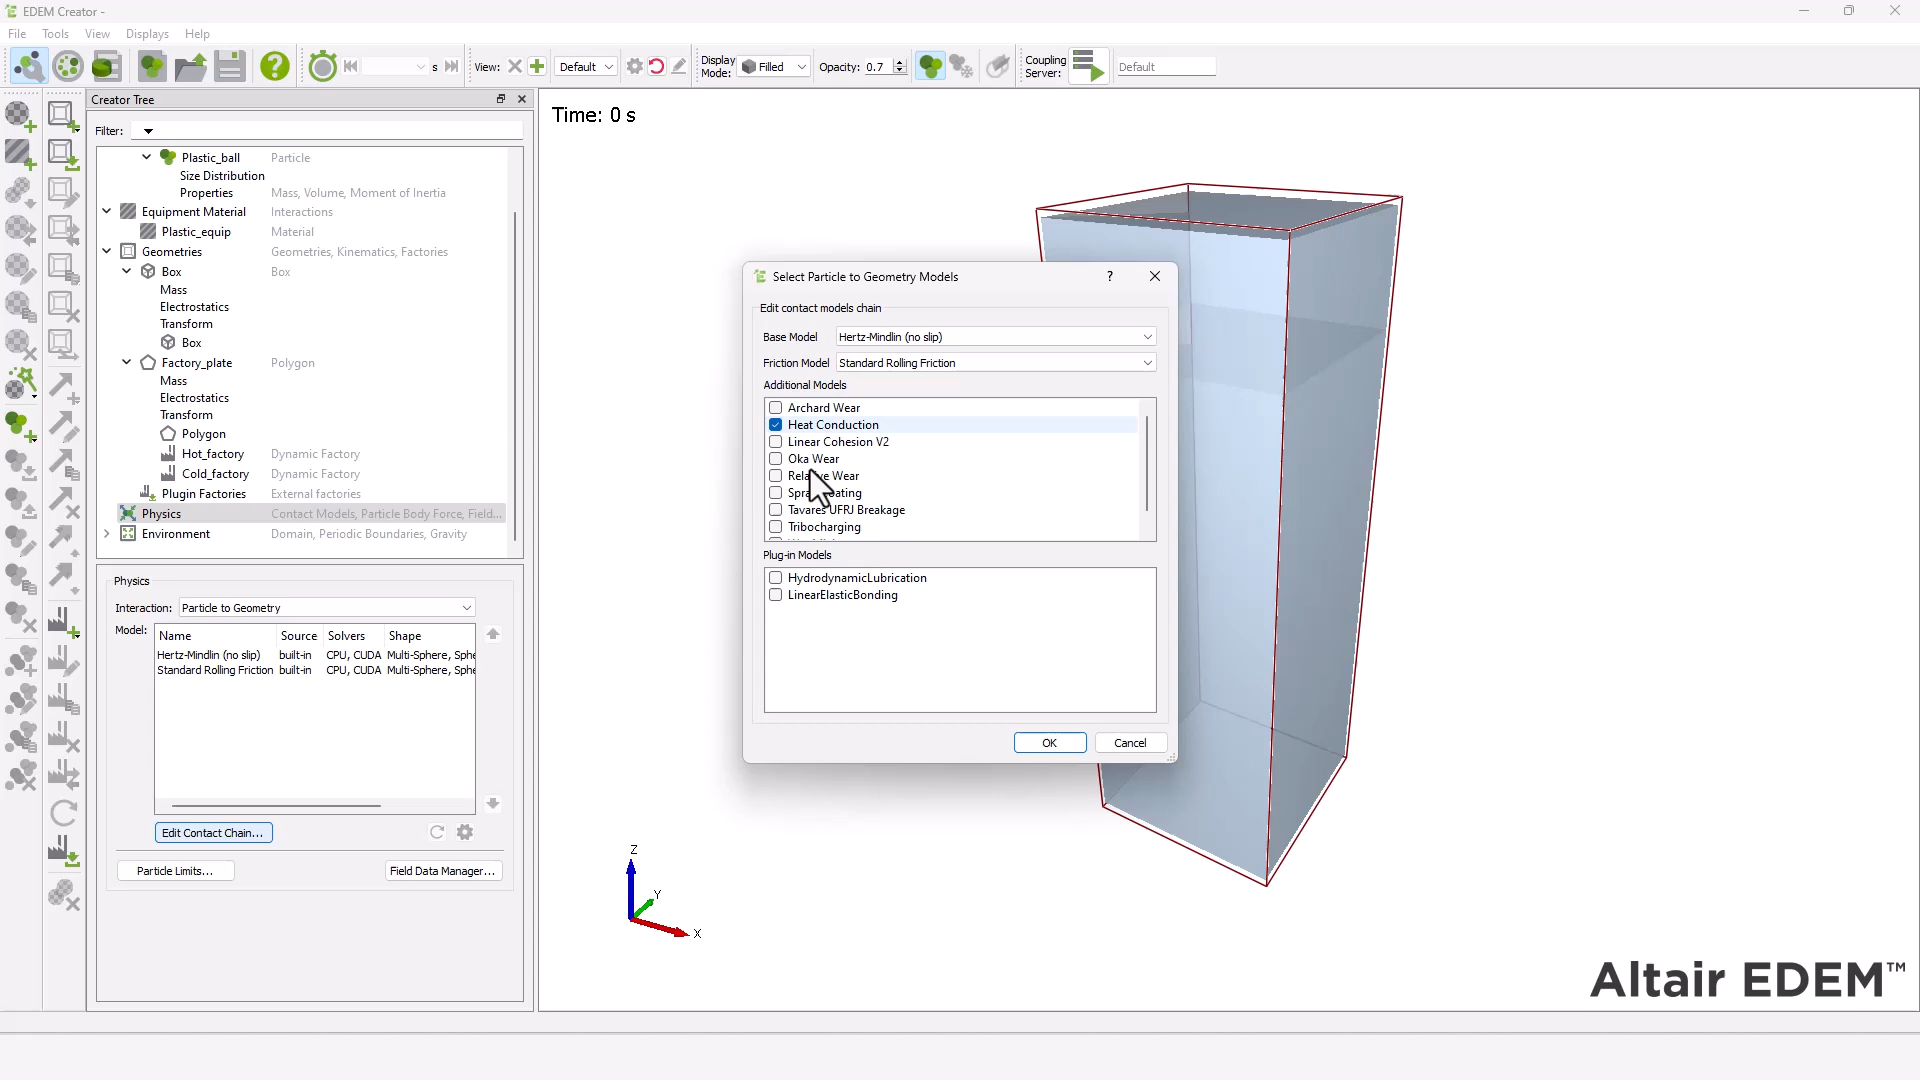 EDEM Creator -
File Tools View Displays Help
s View: Default Display Mode: Filled Opacity: 0.7 Coupling Server: Default
Creator Tree
Filter:
Plastic_ball Particle
Size Distribution
Properties Mass, Volume, Moment of Inertia
Equipment Material Interactions
Plastic_equip Material
Geometries Geometries, Kinematics, Factories
Box Box
Mass
Electrostatics
Transform
Box
Factory_plate Polygon
Mass
Electrostatics
Transform
Polygon
Hot_factory Dynamic Factory
Cold_factory Dynamic Factory
Plugin Factories External factories
Physics Contact Models, Particle Body Force, Field...
Environment Domain, Periodic Boundaries, Gravity
Physics
Interaction: Particle to Geometry
Model: Name Source Solvers Shape
Hertz-Mindlin (no slip) built-in CPU, CUDA Multi-Sphere, Sphe
Standard Rolling Friction built-in CPU, CUDA Multi-Sphere, Sphe
Edit Contact Chain...
Particle Limits... Field Data Manager...
Time: 0 s
Select Particle to Geometry Models ?
Edit contact models chain
Base Model Hertz-Mindlin (no slip)
Friction Model Standard Rolling Friction
Additional Models
Archard Wear
Heat Conduction
Linear Cohesion V2
Oka Wear
Wear
Tavares UFRJ Breakage
Tribocharging
Plug-in Models
HydrodynamicLubrication
LinearElasticBonding
OK Cancel
Z
Y
X
Altair EDEM™